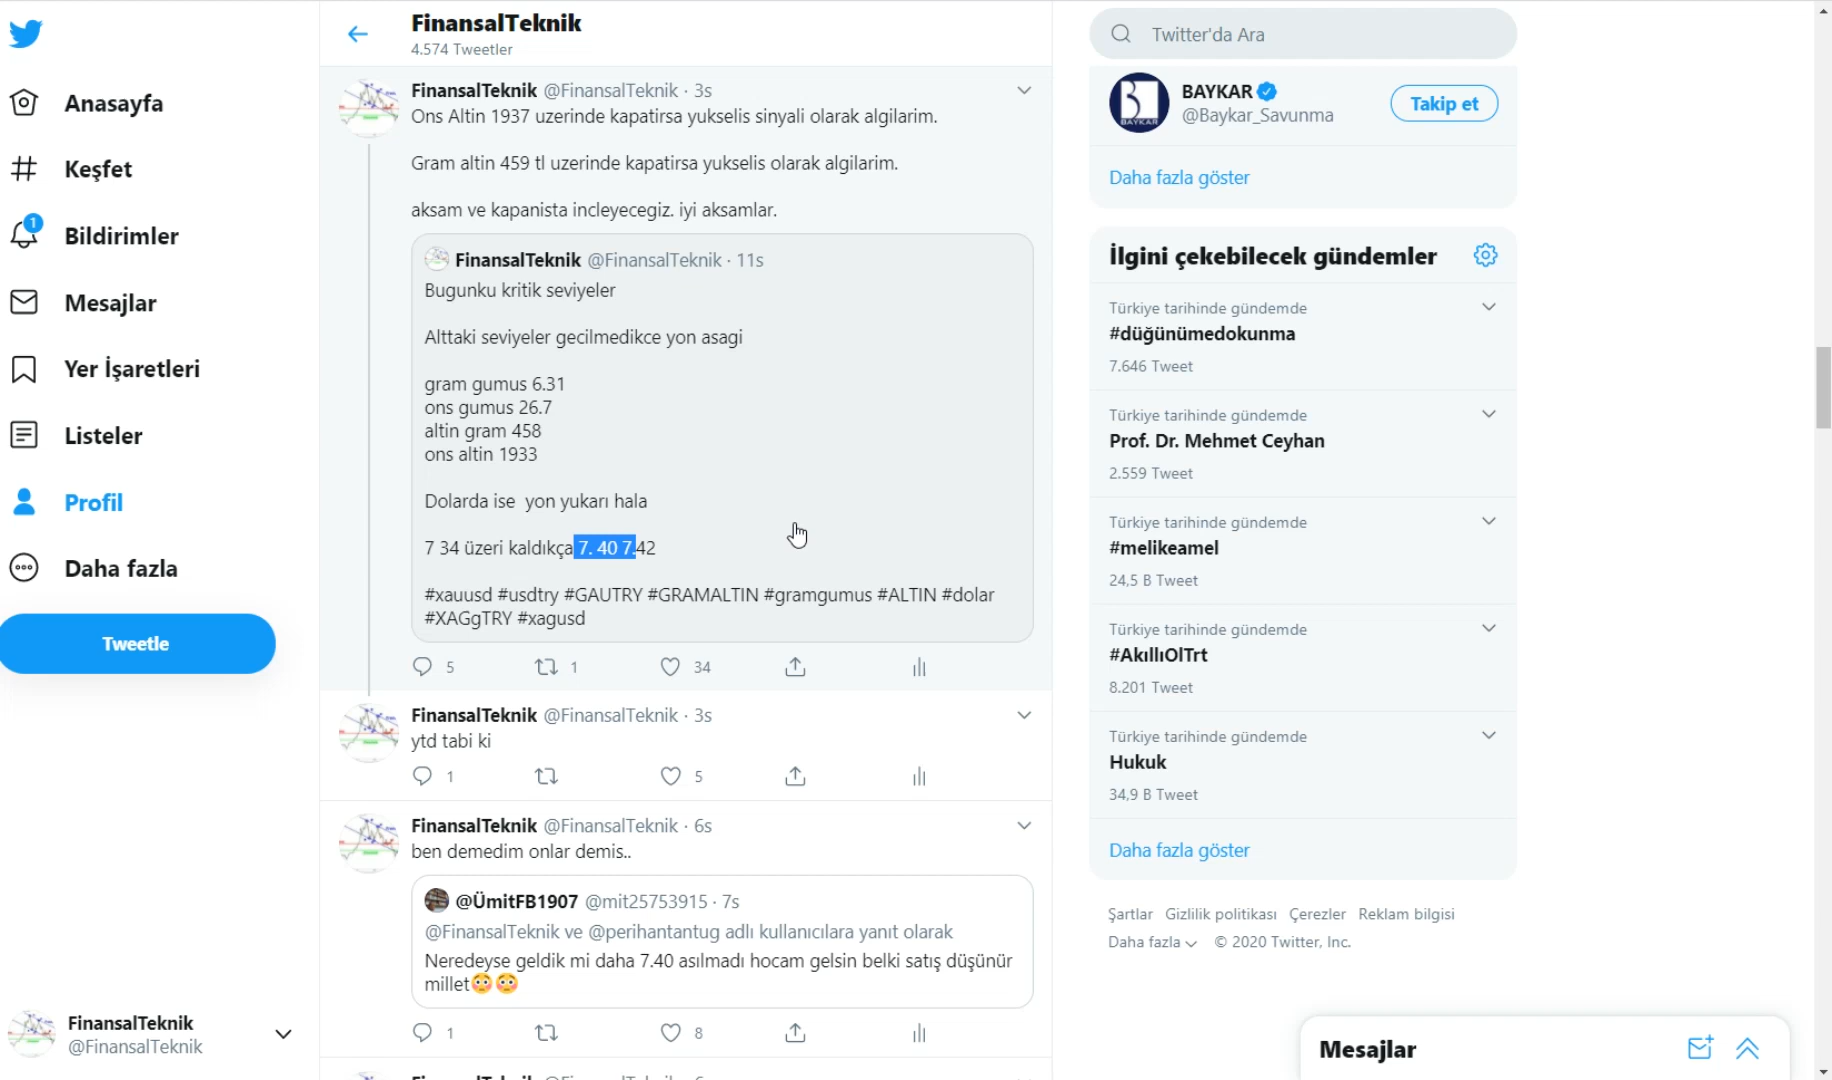 Anasayfa
Keşfet
1
Bildirimler
Mesajlar
Yer İşaretleri
Listeler
Profil
Daha fazla
Tweetle
FinansalTeknik
@FinansalTeknik
FinansalTeknik
4.574 Tweetler
FinansalTeknik @FinansalTeknik · 3s
Ons Altin 1937 uzerinde kapatirsa yukselis sinyali olarak algilarim.
Gram altin 459 tl uzerinde kapatirsa yukselis olarak algilarim.
aksam ve kapanista incleyecegiz. iyi aksamlar.
FinansalTeknik @FinansalTeknik · 11s
Bugunku kritik seviyeler
Alttaki seviyeler gecilmedikce yon asagi
gram gumus 6.31
ons gumus 26.7
altin gram 458
ons altin 1933
Dolarda ise  yon yukarı hala
7 34 üzeri kaldıkça 7. 40 7.42
#xauusd #usdtry #GAUTRY #GRAMALTIN #gramgumus #ALTIN #dolar
#XAGgTRY #xagusd
5 1 34
FinansalTeknik @FinansalTeknik · 3s
ytd tabi ki
1 5
FinansalTeknik @FinansalTeknik · 6s
ben demedim onlar demis..
@ÜmitFB1907 @mit25753915 · 7s
@FinansalTeknik ve @perihantantug adlı kullanıcılara yanıt olarak
Neredeyse geldik mi daha 7.40 asılmadı hocam gelsin belki satış düşünür
millet😳😳
1 8
Twitter'da Ara
BAYKAR
@Baykar_Savunma
Takip et
BAYKAR
Daha fazla göster
İlgini çekebilecek gündemler
Türkiye tarihinde gündemde
#düğünümedokunma
7.646 Tweet
Türkiye tarihinde gündemde
Prof. Dr. Mehmet Ceyhan
2.559 Tweet
Türkiye tarihinde gündemde
#melikeamel
24,5 B Tweet
Türkiye tarihinde gündemde
#AkıllıOlTrt
8.201 Tweet
Türkiye tarihinde gündemde
Hukuk
34,9 B Tweet
Daha fazla göster
Şartlar Gizlilik politikası Çerezler Reklam bilgisi
Daha fazla © 2020 Twitter, Inc.
Mesajlar